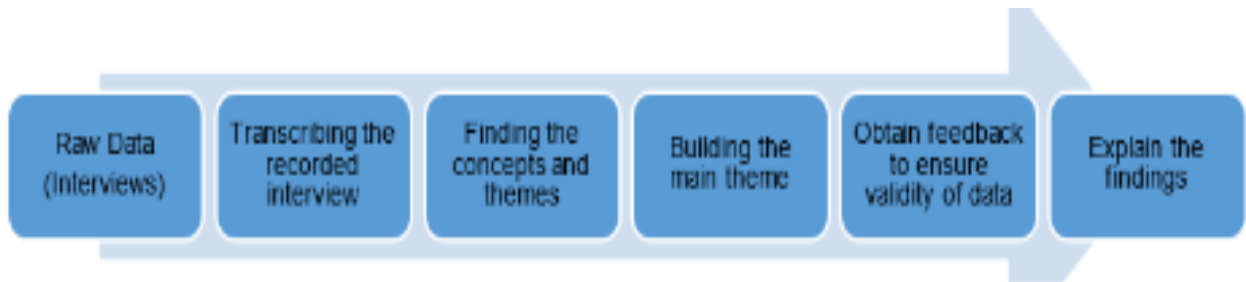 Raw Data
(Interviews)
Transcribing the
recorded
interview
Finding the
concepts and
themes
Building the
main theme
Obtain feedback
to ensure
validity of data
Explain the
findings